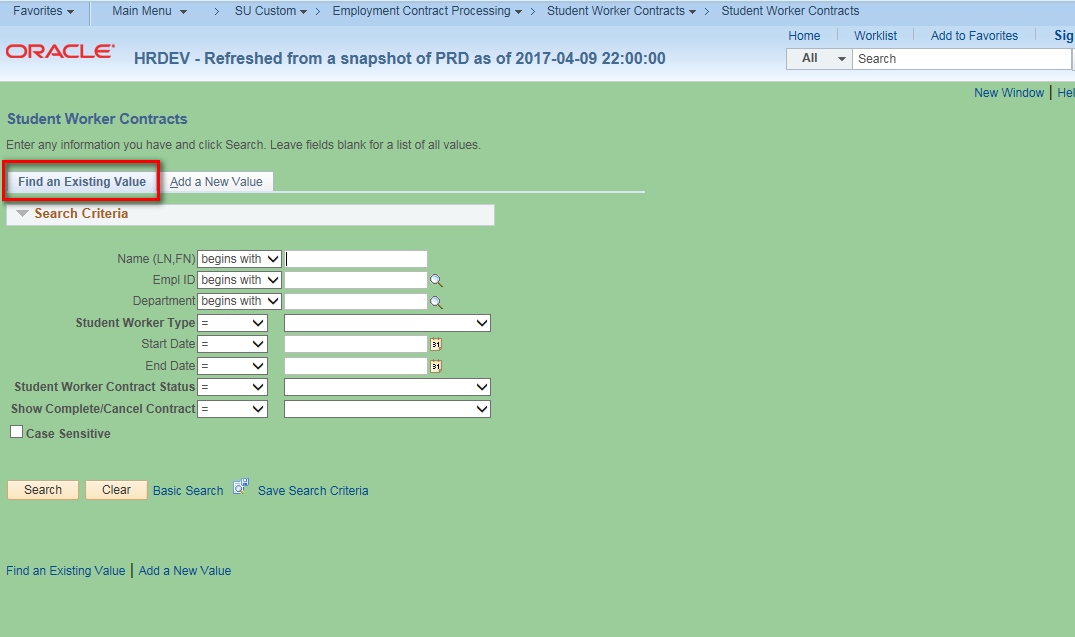 Favorites Main Menu > SU Custom > Employment Contract Processing > Student Worker Contracts > Student Worker Contracts
Home Worklist Add to Favorites Sig
ORACLE HRDEV - Refreshed from a snapshot of PRD as of 2017-04-09 22:00:00
All Search
New Window | Hel
Student Worker Contracts
Enter any information you have and click Search. Leave fields blank for a list of all values.
Find an Existing Value Add a New Value
Search Criteria
Name (LN,FN) begins with
Empl ID begins with
Department begins with
Student Worker Type =
Start Date = 31
End Date = 31
Student Worker Contract Status =
Show Complete/Cancel Contract =
Case Sensitive
Search Clear Basic Search Save Search Criteria
Find an Existing Value | Add a New Value